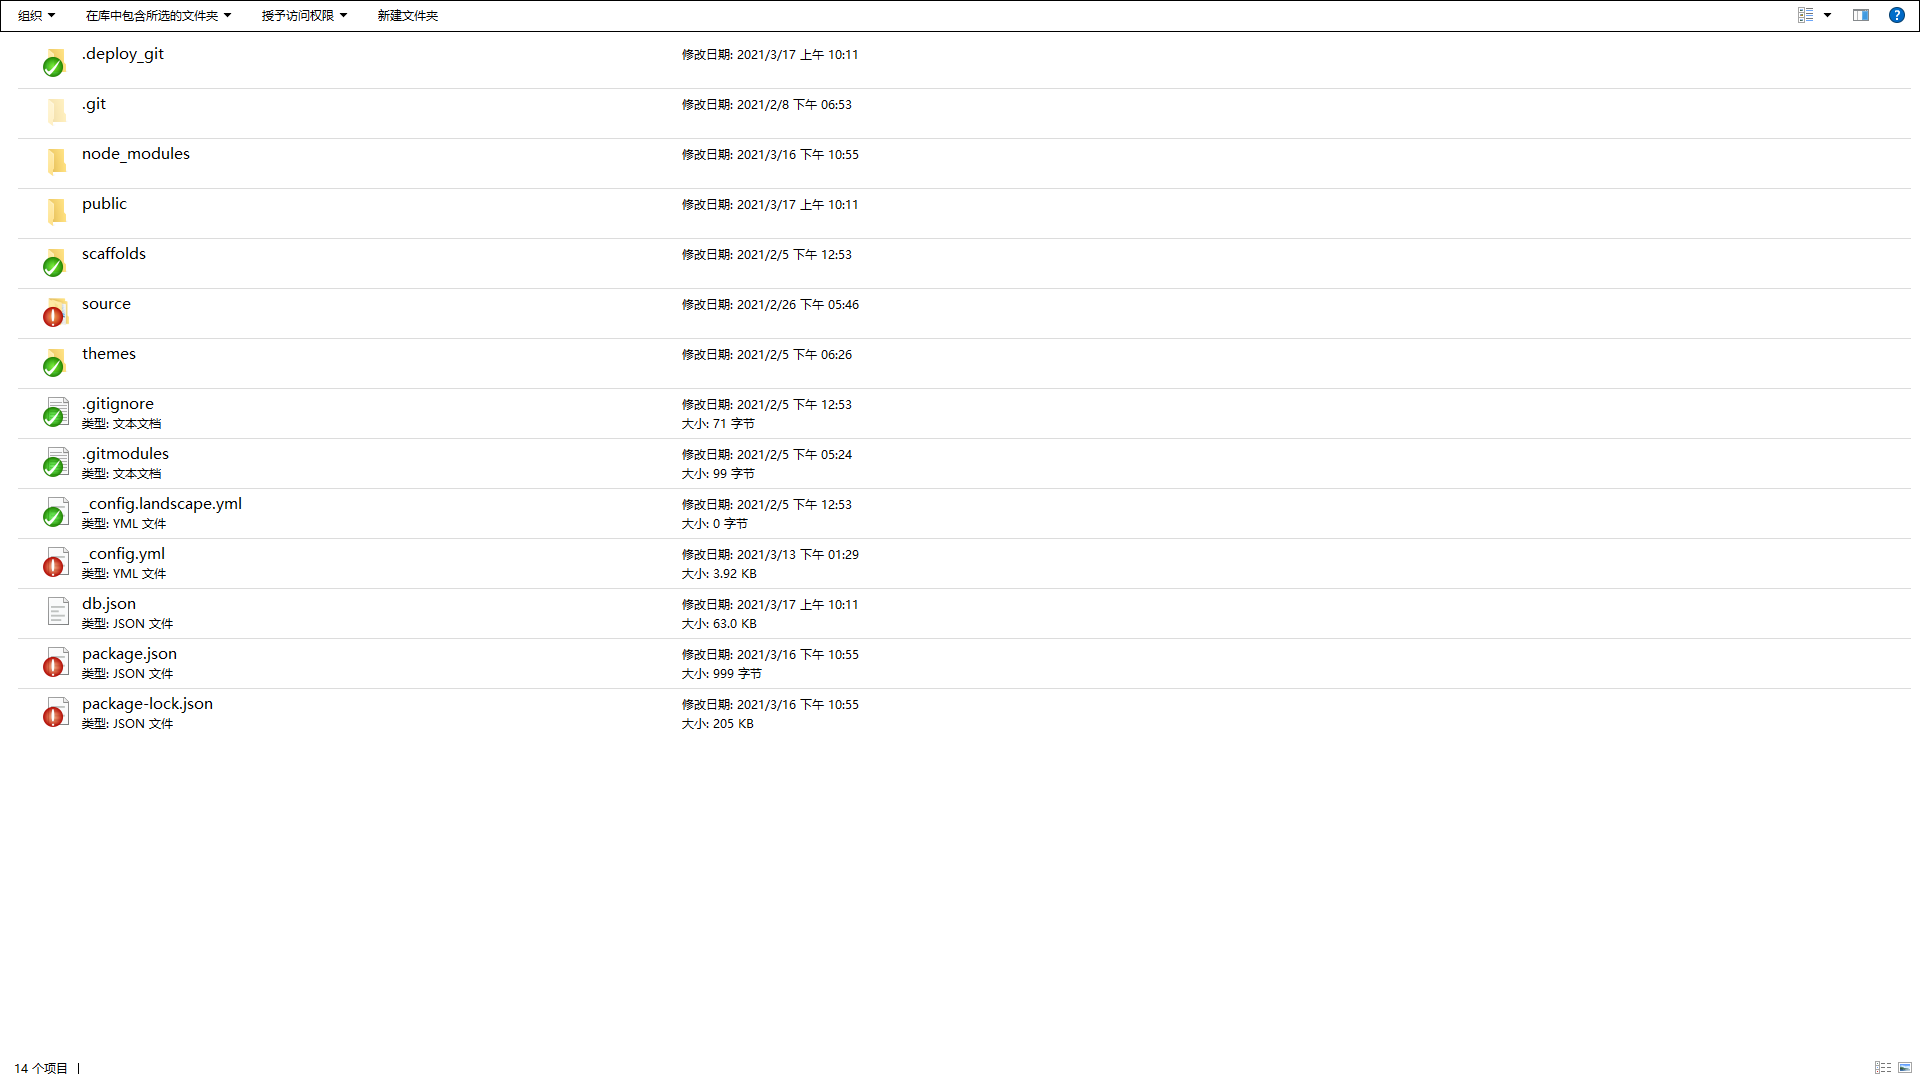 组织 在库中包含所选的文件夹 授予访问权限 新建文件夹
.deploy_git 修改日期: 2021/3/17 上午 10:11
.git 修改日期: 2021/2/8 下午 06:53
node_modules 修改日期: 2021/3/16 下午 10:55
public 修改日期: 2021/3/17 上午 10:11
scaffolds 修改日期: 2021/2/5 下午 12:53
source 修改日期: 2021/2/26 下午 05:46
themes 修改日期: 2021/2/5 下午 06:26
.gitignore 修改日期: 2021/2/5 下午 12:53
类型: 文本文档 大小: 71 字节
.gitmodules 修改日期: 2021/2/5 下午 05:24
类型: 文本文档 大小: 99 字节
_config.landscape.yml 修改日期: 2021/2/5 下午 12:53
类型: YML 文件 大小: 0 字节
_config.yml 修改日期: 2021/3/13 下午 01:29
类型: YML 文件 大小: 3.92 KB
db.json 修改日期: 2021/3/17 上午 10:11
类型: JSON 文件 大小: 63.0 KB
package.json 修改日期: 2021/3/16 下午 10:55
类型: JSON 文件 大小: 999 字节
package-lock.json 修改日期: 2021/3/16 下午 10:55
类型: JSON 文件 大小: 205 KB
14 个项目